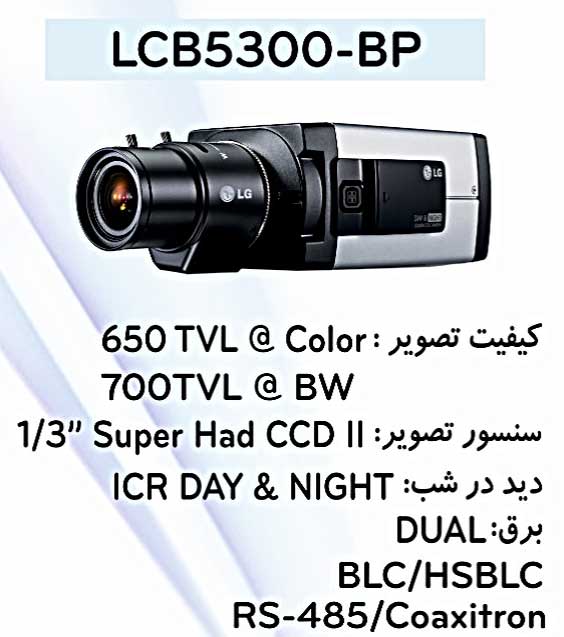 LCB5300-BP
LG
LG
کیفیت تصویر : 650 TVL @ Color
700TVL @ BW
سنسور تصویر: 1/3" Super Had CCD II
دید در شب: ICR DAY & NIGHT
برق: DUAL
BLC/HSBLC
RS-485/Coaxitron